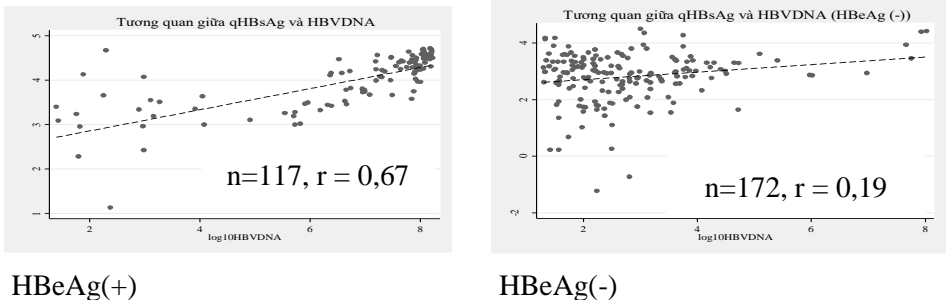 Tương quan giữa qHBsAg và HBVDNA
5
4
3
2
1
2
4
6
8
n=117, r = 0,67
log10HBVDNA
HBeAg(+)
Tương quan giữa qHBsAg và HBVDNA (HBeAg (-))
4
2
0
-2
2
4
6
8
n=172, r = 0,19
log10HBVDNA
HBeAg(-)